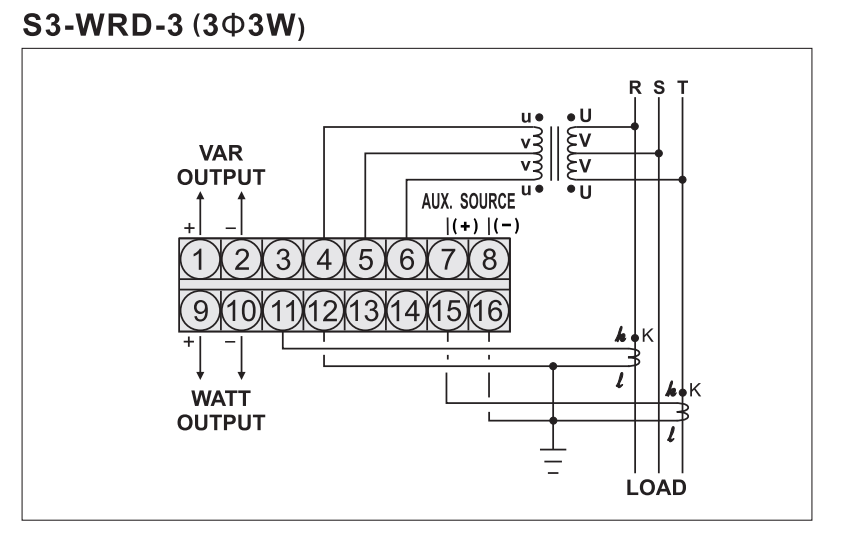 S3-WRD-3 (3Φ3W)
R S T
u U
v V
v V
u U
VAR
OUTPUT
AUX. SOURCE
+ − (+) (−)
1 2 3 4 5 6 7 8
9 10 11 12 13 14 15 16
+ −
k K
l
k K
l
WATT
OUTPUT
LOAD